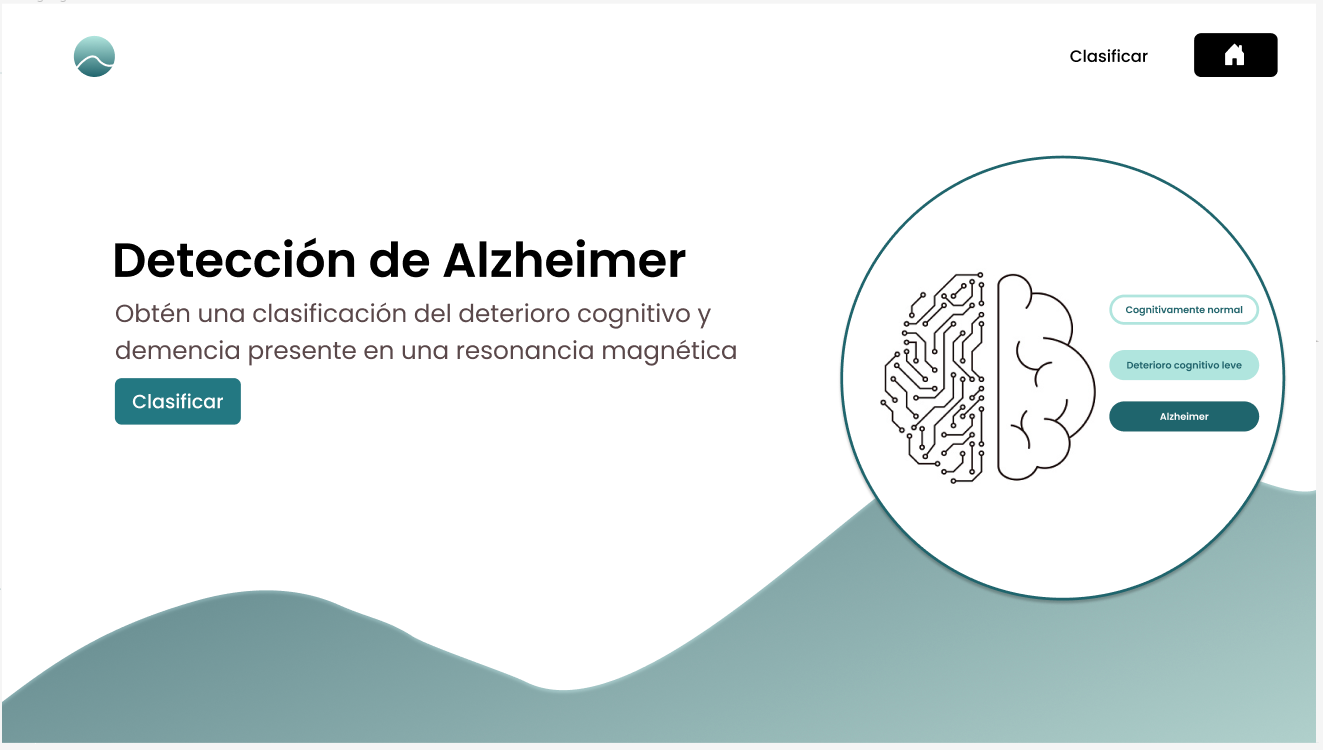 Clasificar
Detección de Alzheimer
Obtén una clasificación del deterioro cognitivo y
demencia presente en una resonancia magnética
Clasificar
Cognitivamente normal
Deterioro cognitivo leve
Alzheimer